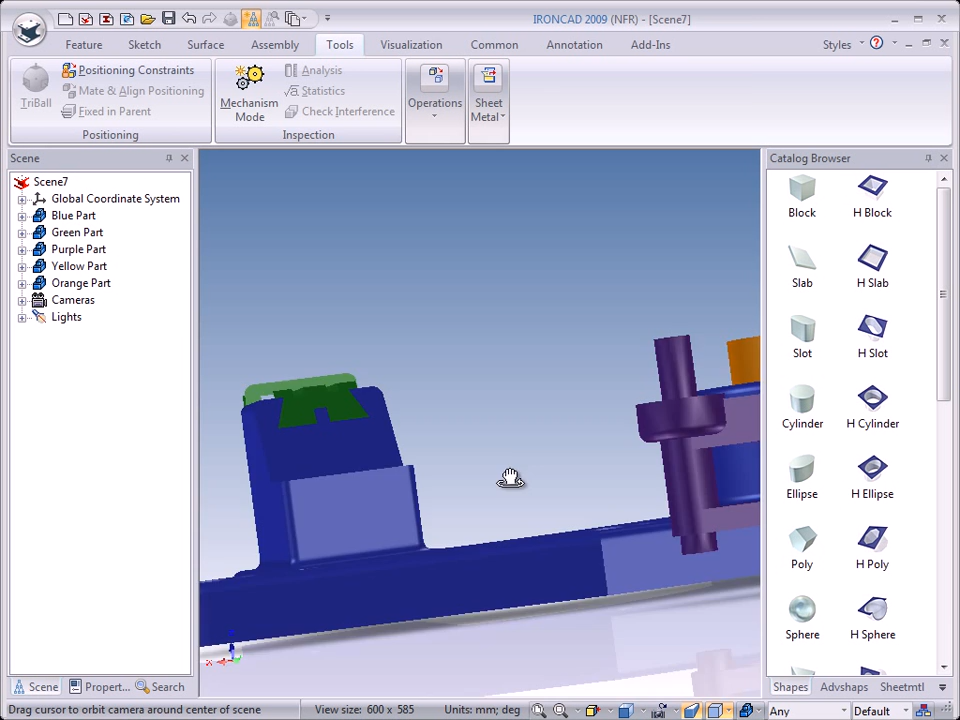 IRONCAD 2009 (NFR) - [Scene7]
Feature Sketch Surface Assembly Tools Visualization Common Annotation Add-Ins Styles
TriBall
Positioning Constraints
Mate & Align Positioning
Fixed in Parent
Positioning
Mechanism Mode
Analysis
Statistics
Check Interference
Inspection
Operations
Sheet Metal
Scene
Scene7
Global Coordinate System
Blue Part
Green Part
Purple Part
Yellow Part
Orange Part
Cameras
Lights
Catalog Browser
Block H Block
Slab H Slab
Slot H Slot
Cylinder H Cylinder
Ellipse H Ellipse
Poly H Poly
Sphere H Sphere
Scene Propert... Search
Shapes Advshaps Sheetmtl
Drag cursor to orbit camera around center of scene View size: 600 x 585 Units: mm; deg Any Default